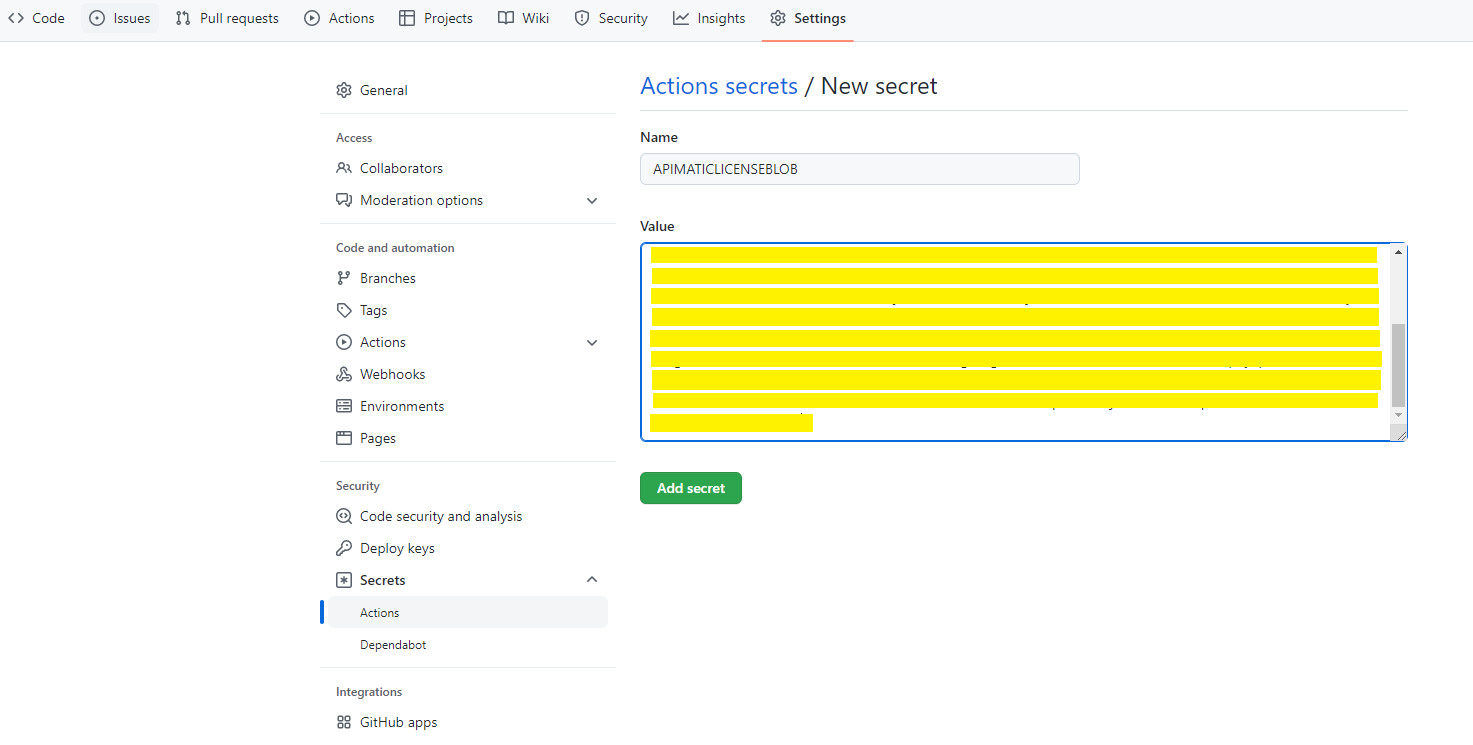 Code Issues Pull requests Actions Projects Wiki Security Insights Settings
General
Access
Collaborators
Moderation options
Code and automation
Branches
Tags
Actions
Webhooks
Environments
Pages
Security
Code security and analysis
Deploy keys
Secrets
Actions
Dependabot
Integrations
GitHub apps
Actions secrets / New secret
Name
APIMATICLICENSEBLOB
Value
Add secret